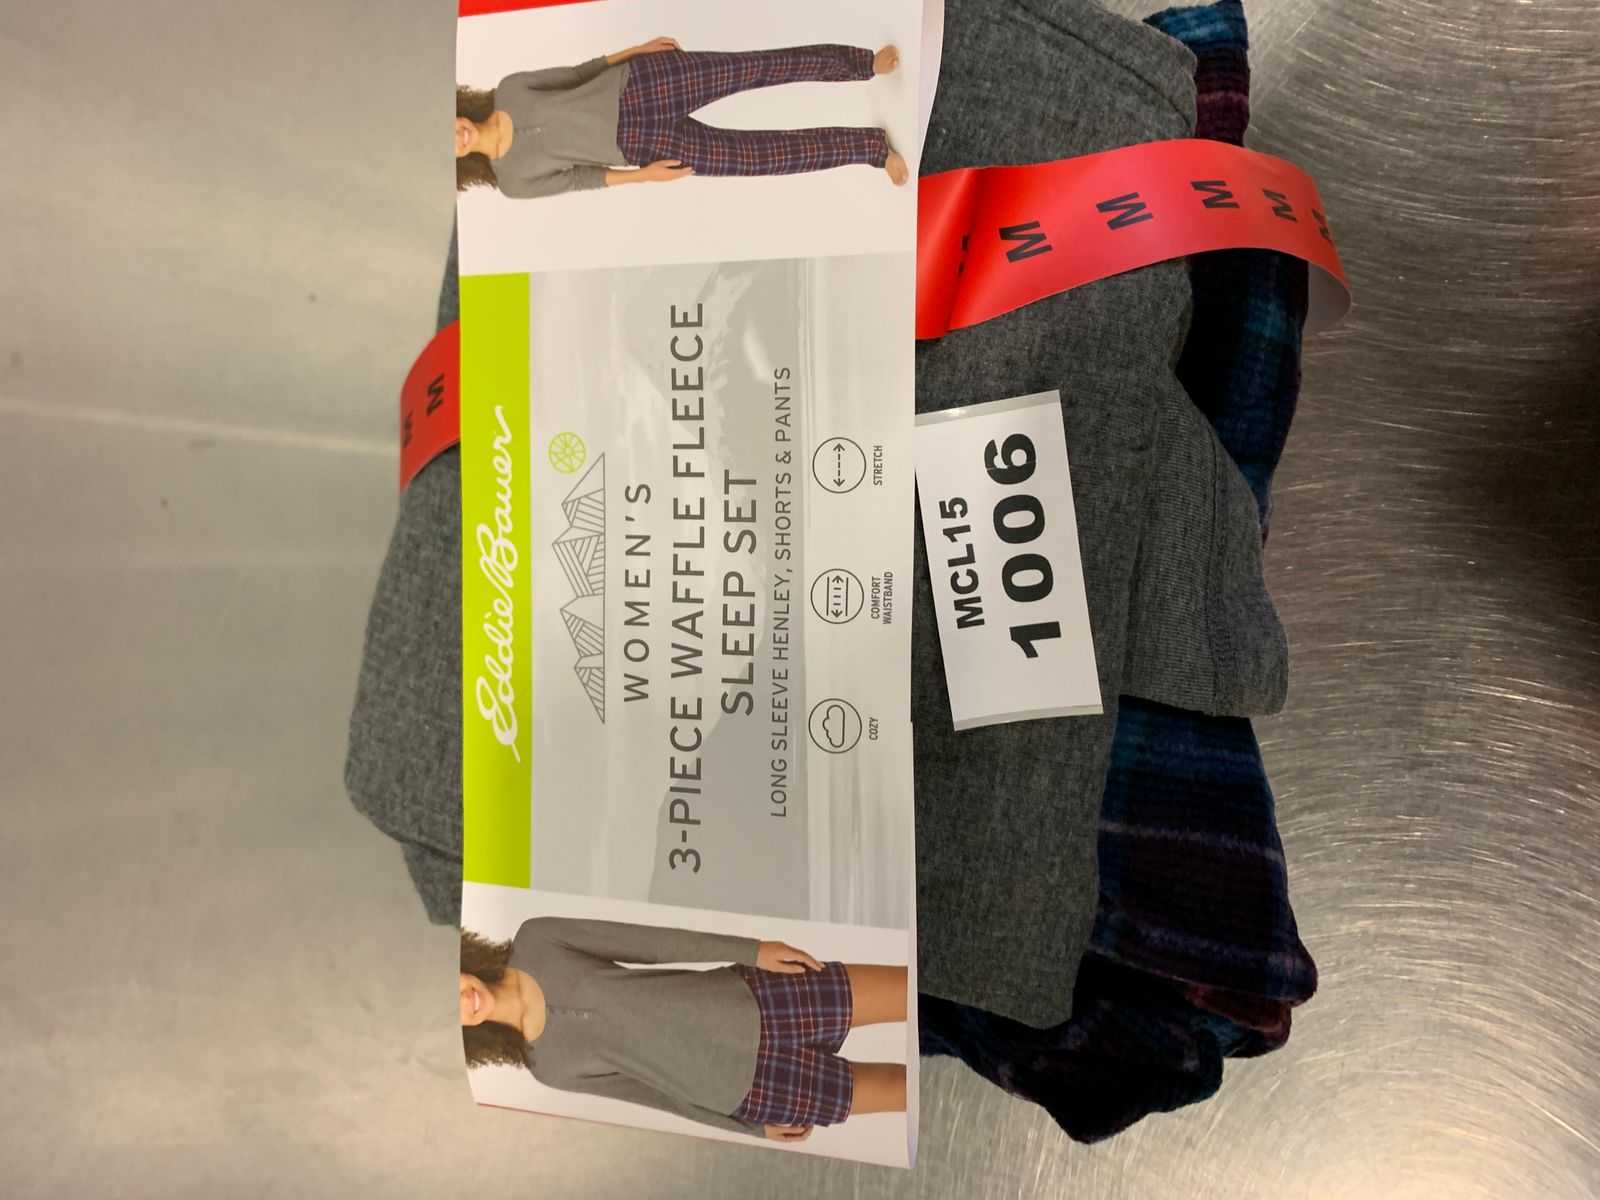 Eddie Bauer
WOMEN'S
3-PIECE WAFFLE FLEECE
SLEEP SET
LONG SLEEVE HENLEY, SHORTS & PANTS
COZY
COMFORT
WAISTBAND
STRETCH
MCL15
1006
M M
M M M M M